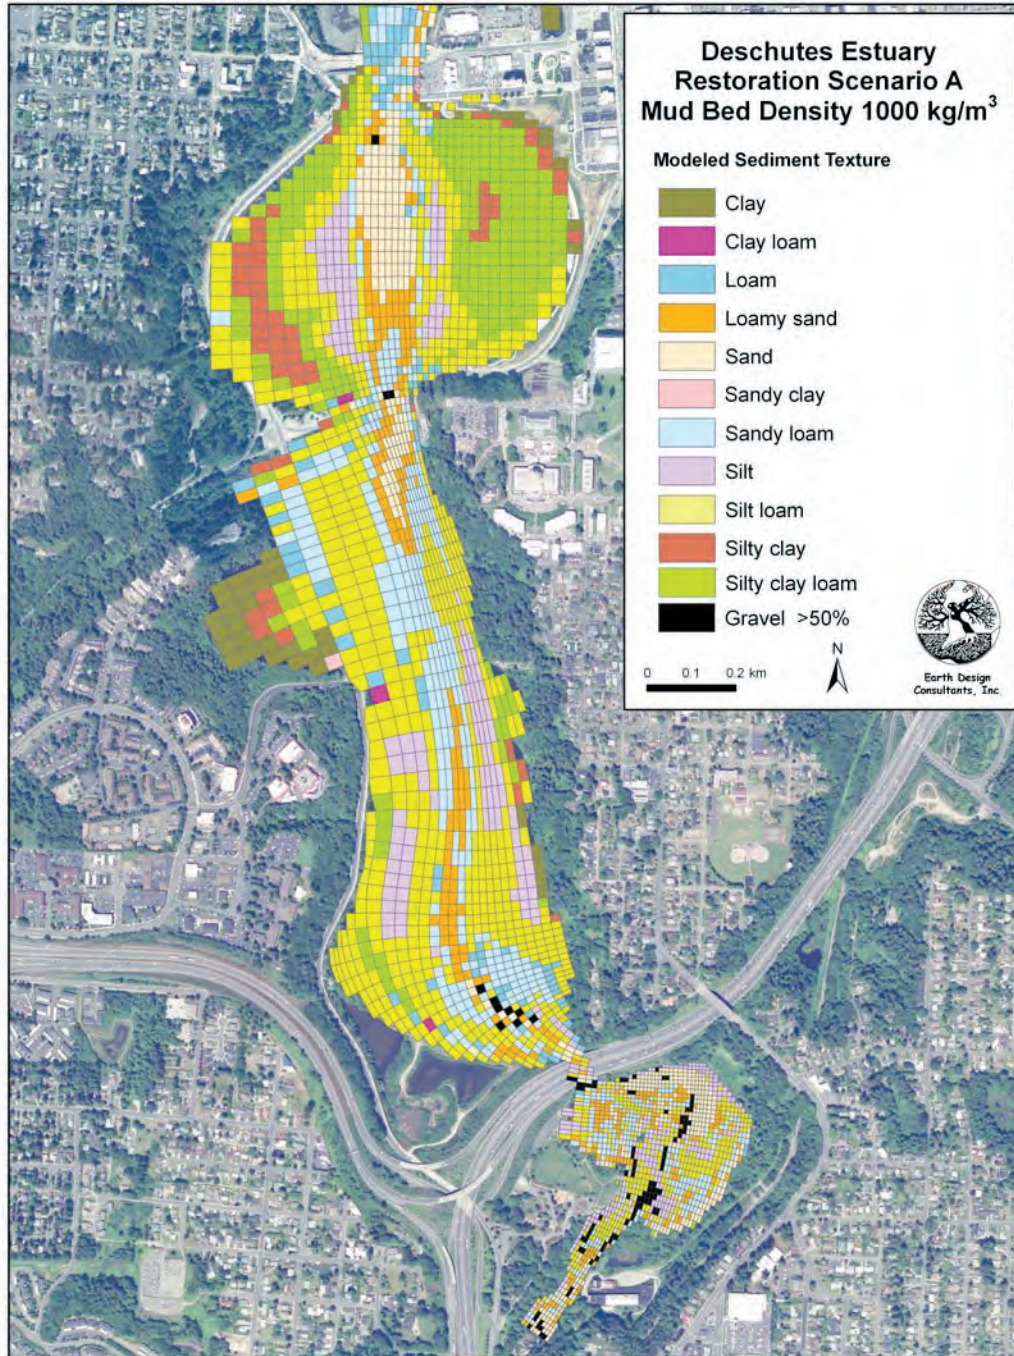 Deschutes Estuary
Restoration Scenario A
Mud Bed Density 1000 kg/m³
Modeled Sediment Texture
Clay
Clay loam
Loam
Loamy sand
Sand
Sandy clay
Sandy loam
Silt
Silt loam
Silty clay
Silty clay loam
Gravel >50%
N
0 0.1 0.2 km
Earth Design
Consultants, Inc